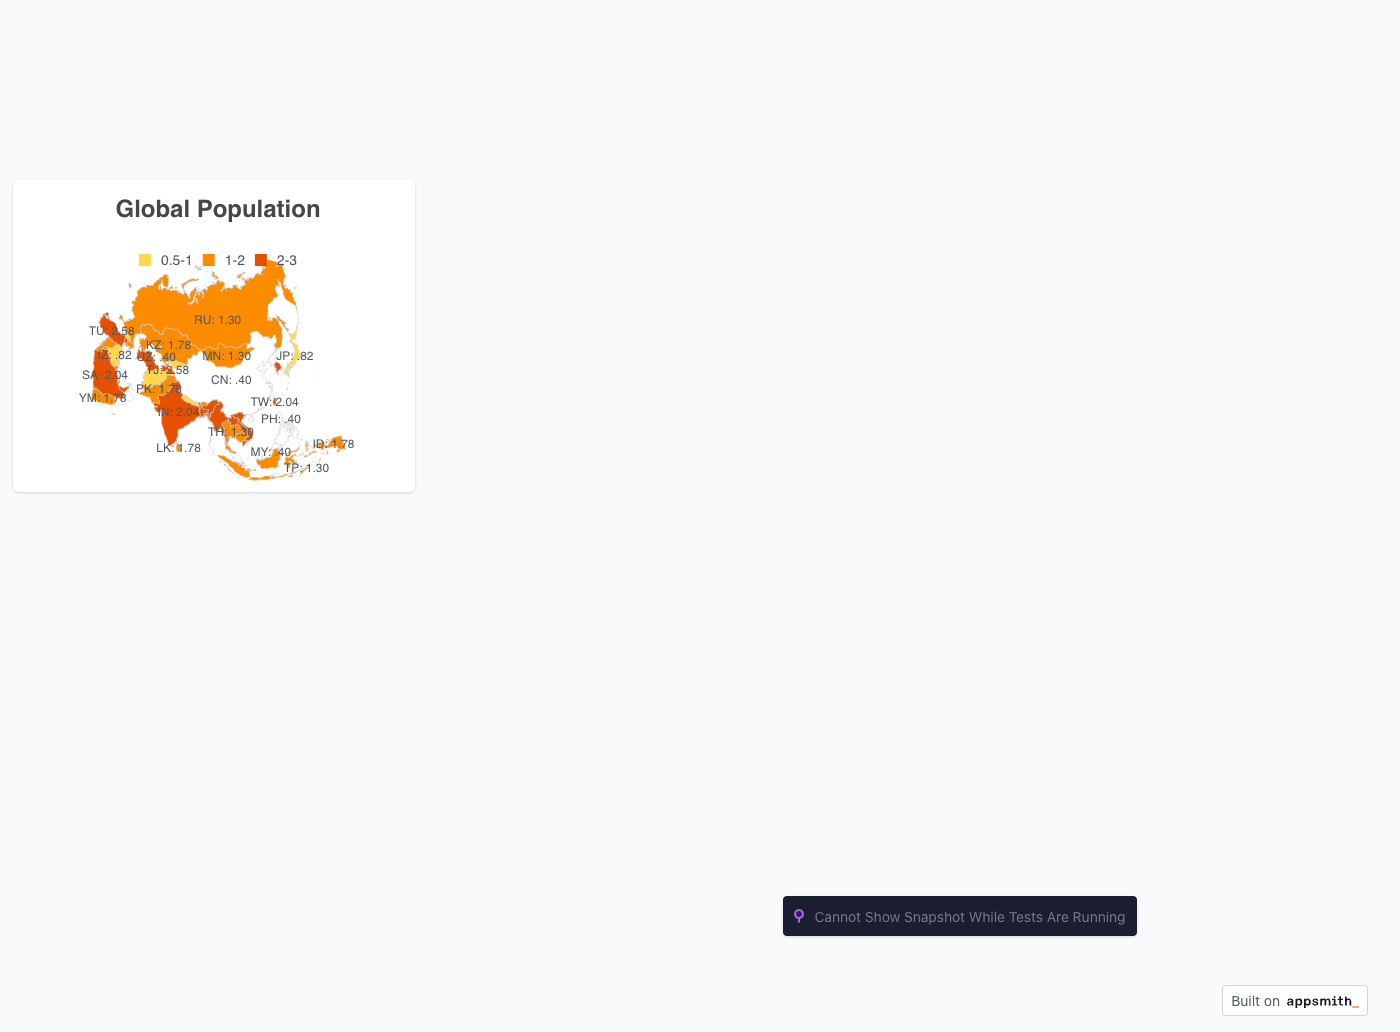 Global Population
0.5-1 1-2 2-3
RU: 1.30
TU: 2.58
KZ: 1.78
IZ: .82 UZ: .40 MN: 1.30 JP: .82
TJ: 2.58
SA: 2.04 CN: .40
PK: 1.78
YM: 1.78 TW: 2.04
IN: 2.04 PH: .40
TH: 1.30
LK: 1.78 MY: .40 ID: 1.78
TP: 1.30
Cannot Show Snapshot While Tests Are Running
Built on appsmith_